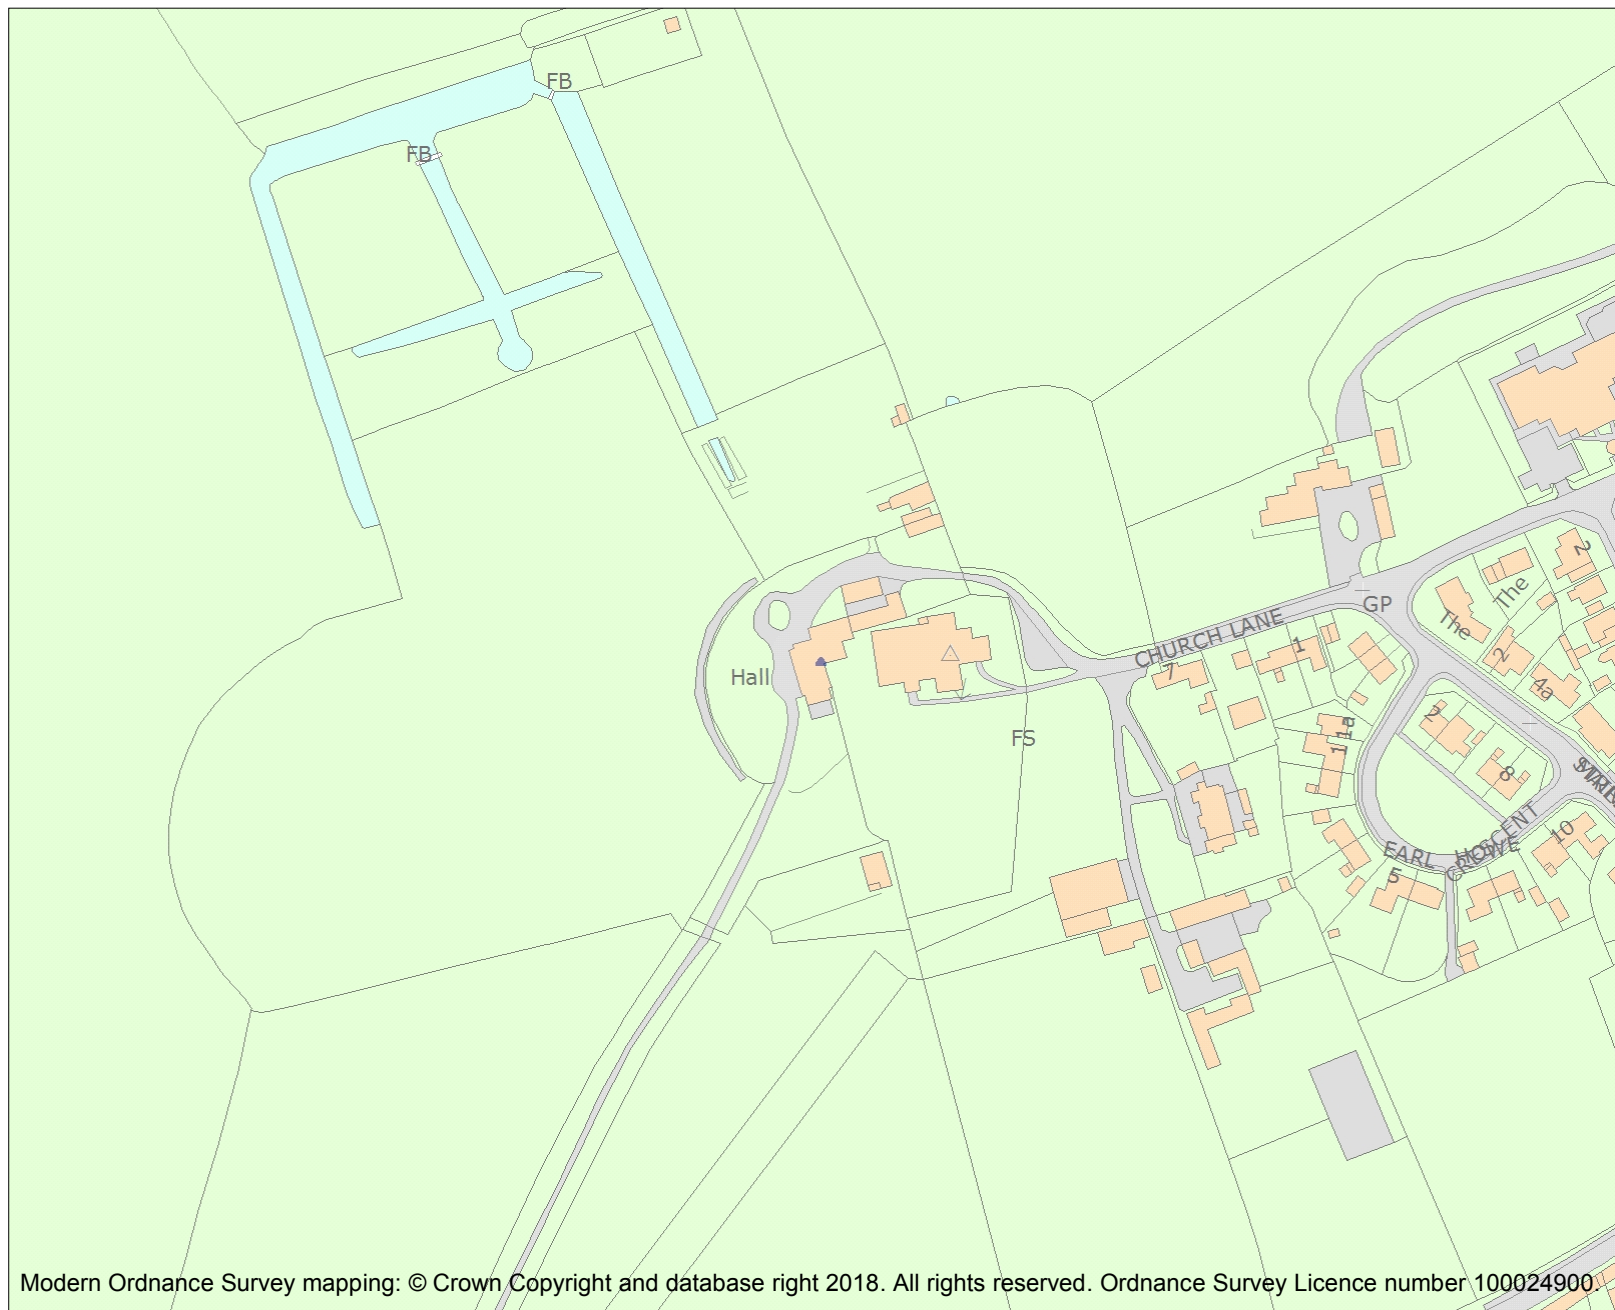 FB
FB
2
GP
The
The
CHURCH LANE
1
7
2
Hall
4a
2
11a
FS
8
10
EARL HOWE
CRESCENT
5
Modern Ordnance Survey mapping: © Crown Copyright and database right 2018. All rights reserved. Ordnance Survey Licence number 100024900.